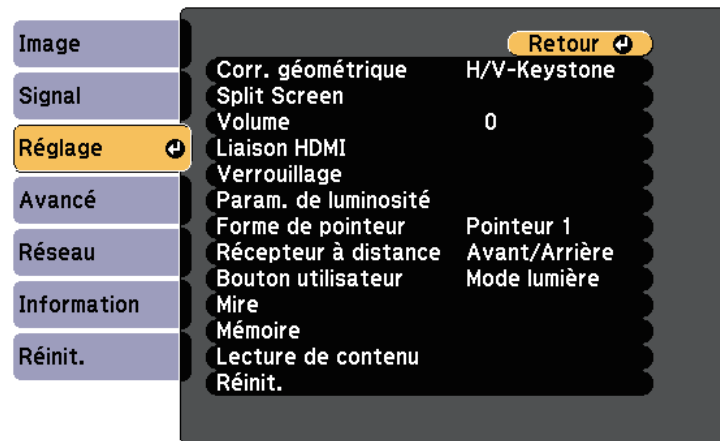 Image
Signal
Réglage
Avancé
Réseau
Information
Réinit.
Retour
Corr. géométrique H/V-Keystone
Split Screen
Volume 0
Liaison HDMI
Verrouillage
Param. de luminosité
Forme de pointeur Pointeur 1
Récepteur à distance Avant/Arrière
Bouton utilisateur Mode lumière
Mire
Mémoire
Lecture de contenu
Réinit.